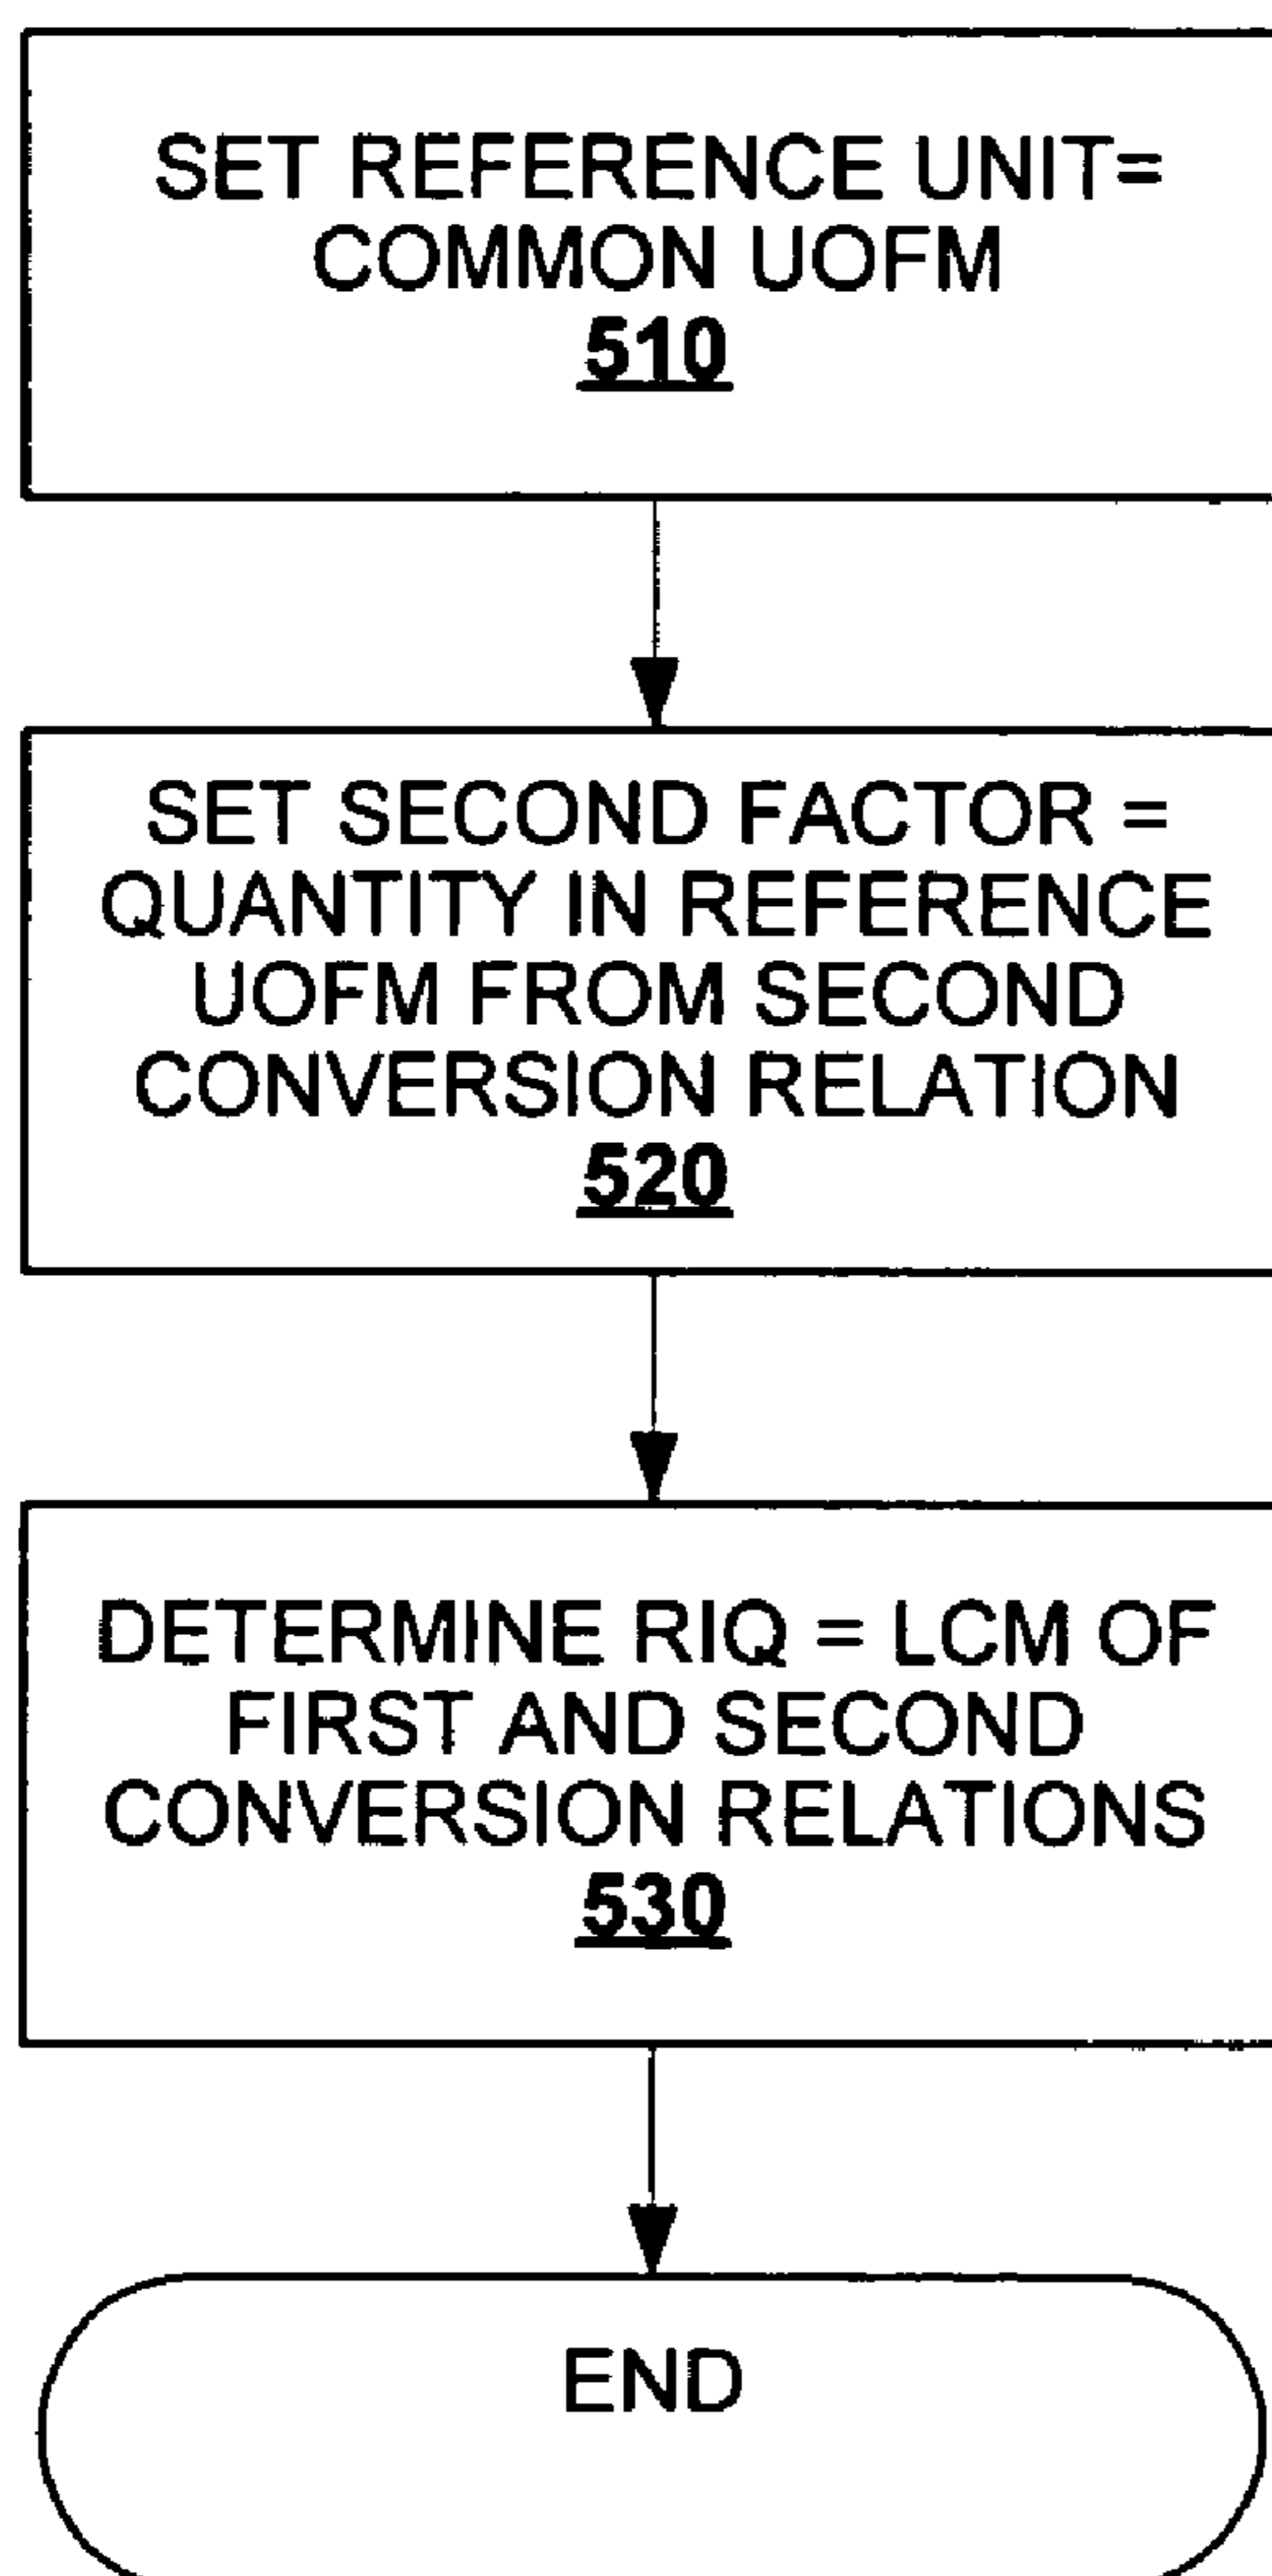 SET REFERENCE UNIT=
COMMON UOFM
510
SET SECOND FACTOR =
QUANTITY IN REFERENCE
UOFM FROM SECOND
CONVERSION RELATION
520
DETERMINE RIQ = LCM OF
FIRST AND SECOND
CONVERSION RELATIONS
530
END